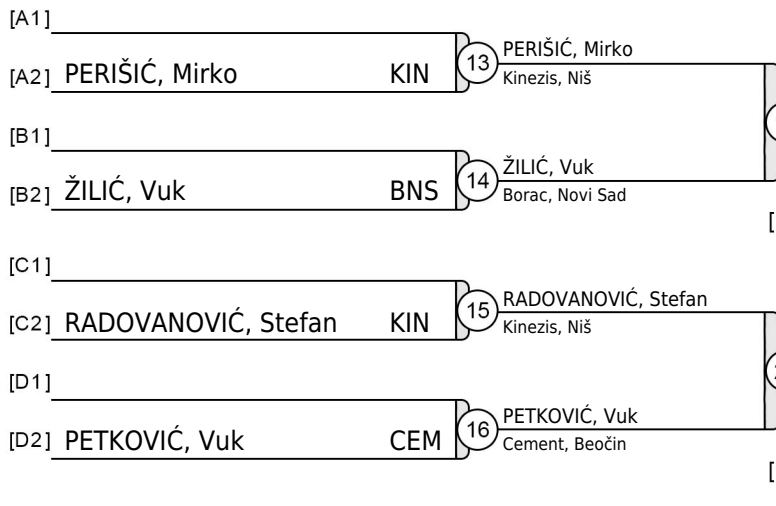 [A1]
[A2] PERIŠIĆ, Mirko KIN
13
PERIŠIĆ, Mirko
Kinezis, Niš
[B1]
[B2] ŽILIĆ, Vuk BNS
14
ŽILIĆ, Vuk
Borac, Novi Sad
[
[C1]
[C2] RADOVANOVIĆ, Stefan KIN
15
RADOVANOVIĆ, Stefan
Kinezis, Niš
[D1]
[D2] PETKOVIĆ, Vuk CEM
16
PETKOVIĆ, Vuk
Cement, Beočin
[